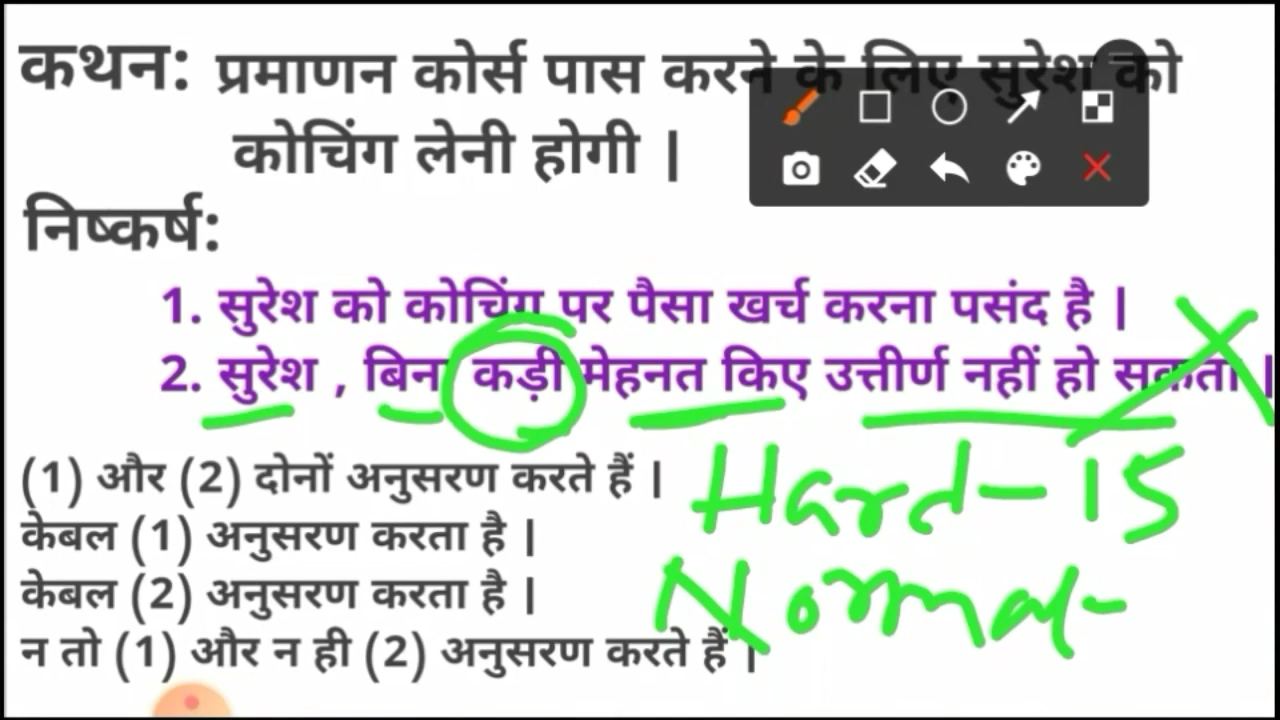 कथन: प्रमाणन कोर्स पास करने के लिए सुरेश को
कोचिंग लेनी होगी |
निष्कर्ष:
1. सुरेश को कोचिंग पर पैसा खर्च करना पसंद है |
2. सुरेश , बिना कड़ी मेहनत किए उत्तीर्ण नहीं हो सकता |
(1) और (2) दोनों अनुसरण करते हैं |
Hard - 15
केबल (1) अनुसरण करता है |
केबल (2) अनुसरण करता है |
Normal -
न तो (1) और न ही (2) अनुसरण करते हैं |